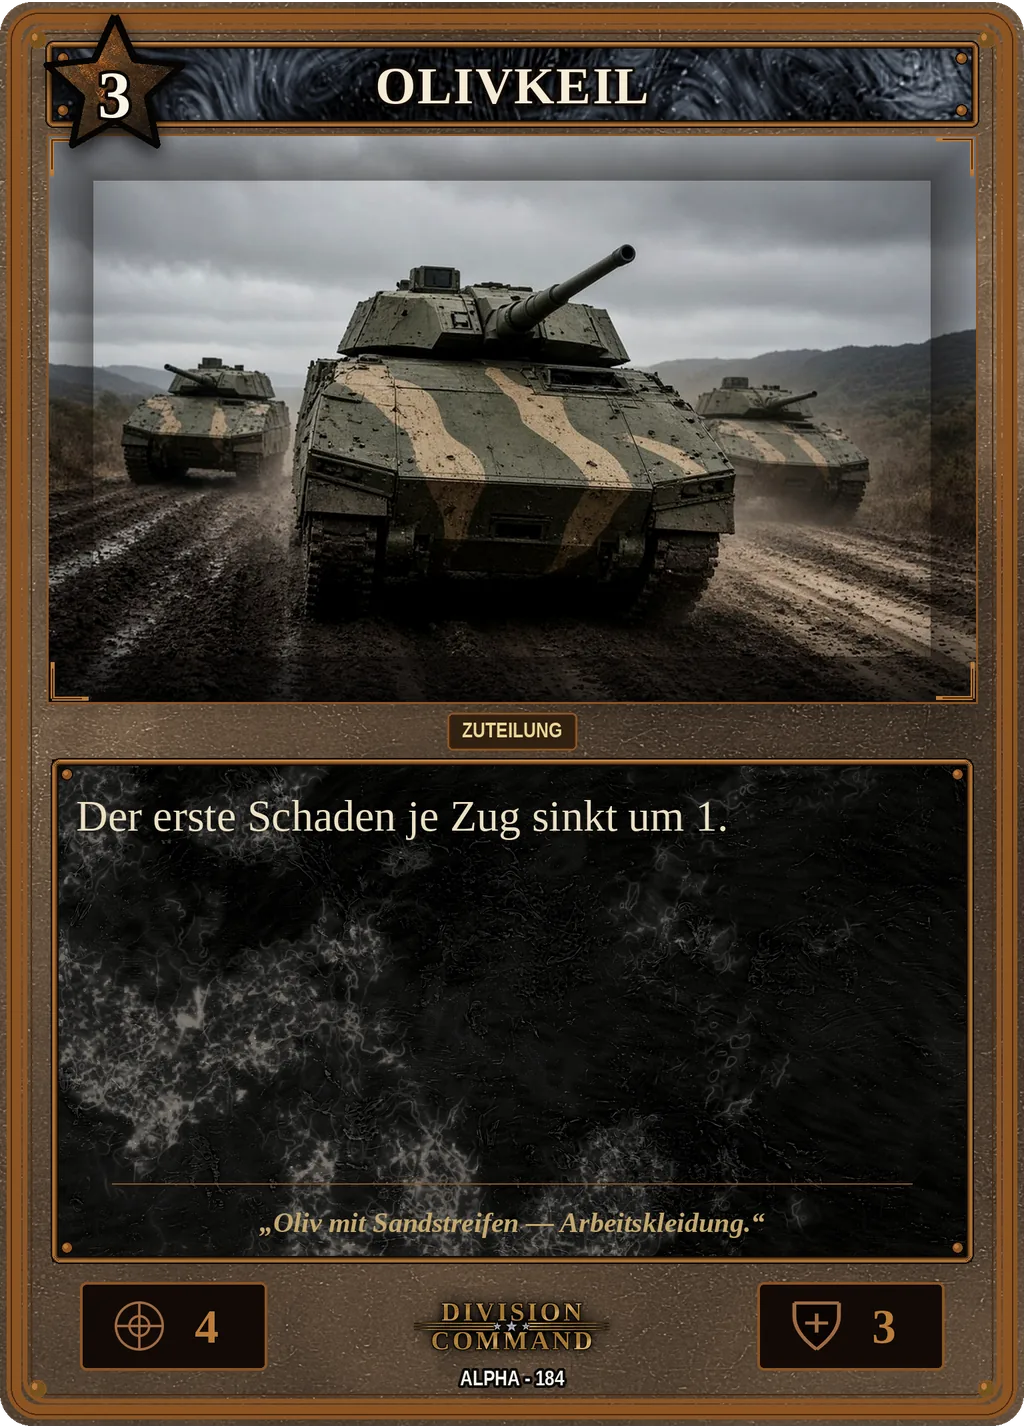 3
OLIVKEIL
ZUTEILUNG
Der erste Schaden je Zug sinkt um 1.
„Oliv mit Sandstreifen — Arbeitskleidung.“
4
DIVISION
COMMAND
3
ALPHA - 184